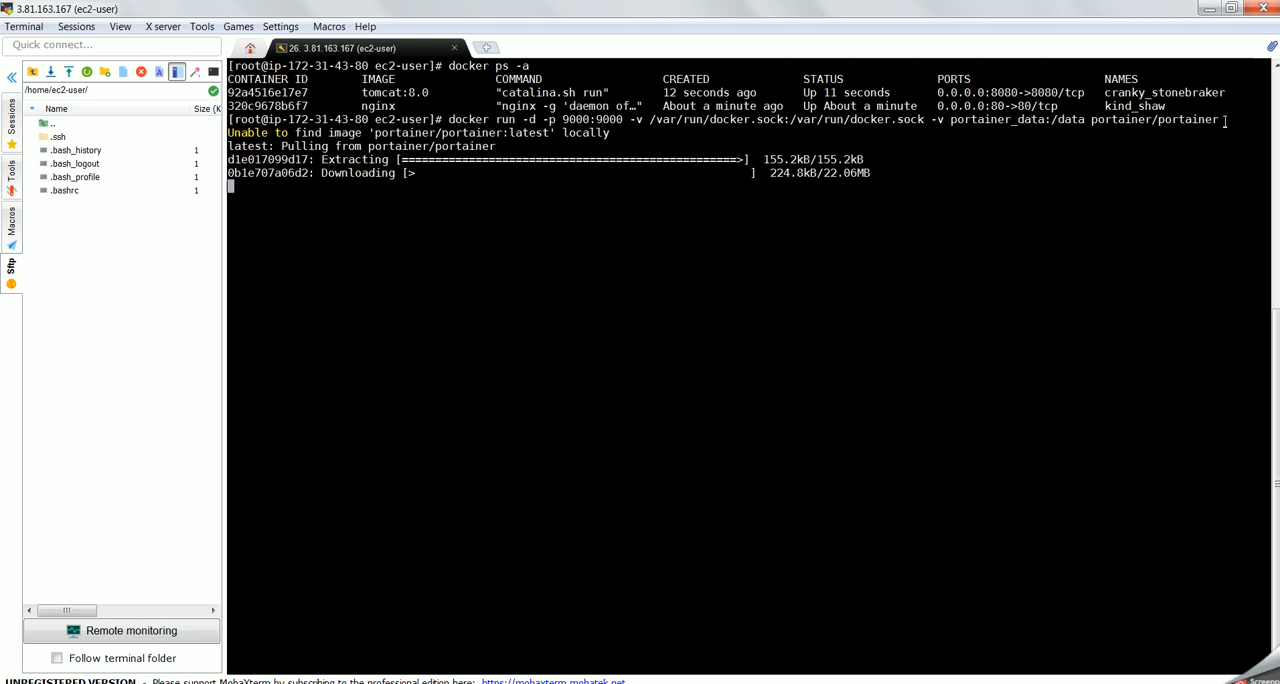 3.81.163.167 (ec2-user)
Terminal Sessions View X server Tools Games Settings Macros Help
Quick connect...
26. 3.81.163.167 (ec2-user)
/home/ec2-user/
Name Size (K
..
.ssh
.bash_history 1
.bash_logout 1
.bash_profile 1
.bashrc 1
Sessions
Tools
Macros
Sftp
[root@ip-172-31-43-80 ec2-user]# docker ps -a
CONTAINER ID IMAGE COMMAND CREATED STATUS PORTS NAMES
92a4516e17e7 tomcat:8.0 "catalina.sh run" 12 seconds ago Up 11 seconds 0.0.0.0:8080->8080/tcp cranky_stonebraker
320c9678b6f7 nginx "nginx -g 'daemon of…" About a minute ago Up About a minute 0.0.0.0:80->80/tcp kind_shaw
[root@ip-172-31-43-80 ec2-user]# docker run -d -p 9000:9000 -v /var/run/docker.sock:/var/run/docker.sock -v portainer_data:/data portainer/portainer
Unable to find image 'portainer/portainer:latest' locally
latest: Pulling from portainer/portainer
d1e017099d17: Extracting [==================================================>] 155.2kB/155.2kB
0b1e707a06d2: Downloading [> ] 224.8kB/22.06MB
Remote monitoring
Follow terminal folder
UNREGISTERED VERSION - Please support MobaXterm by subscribing to the professional edition here: https://mobaxterm.mobatek.net